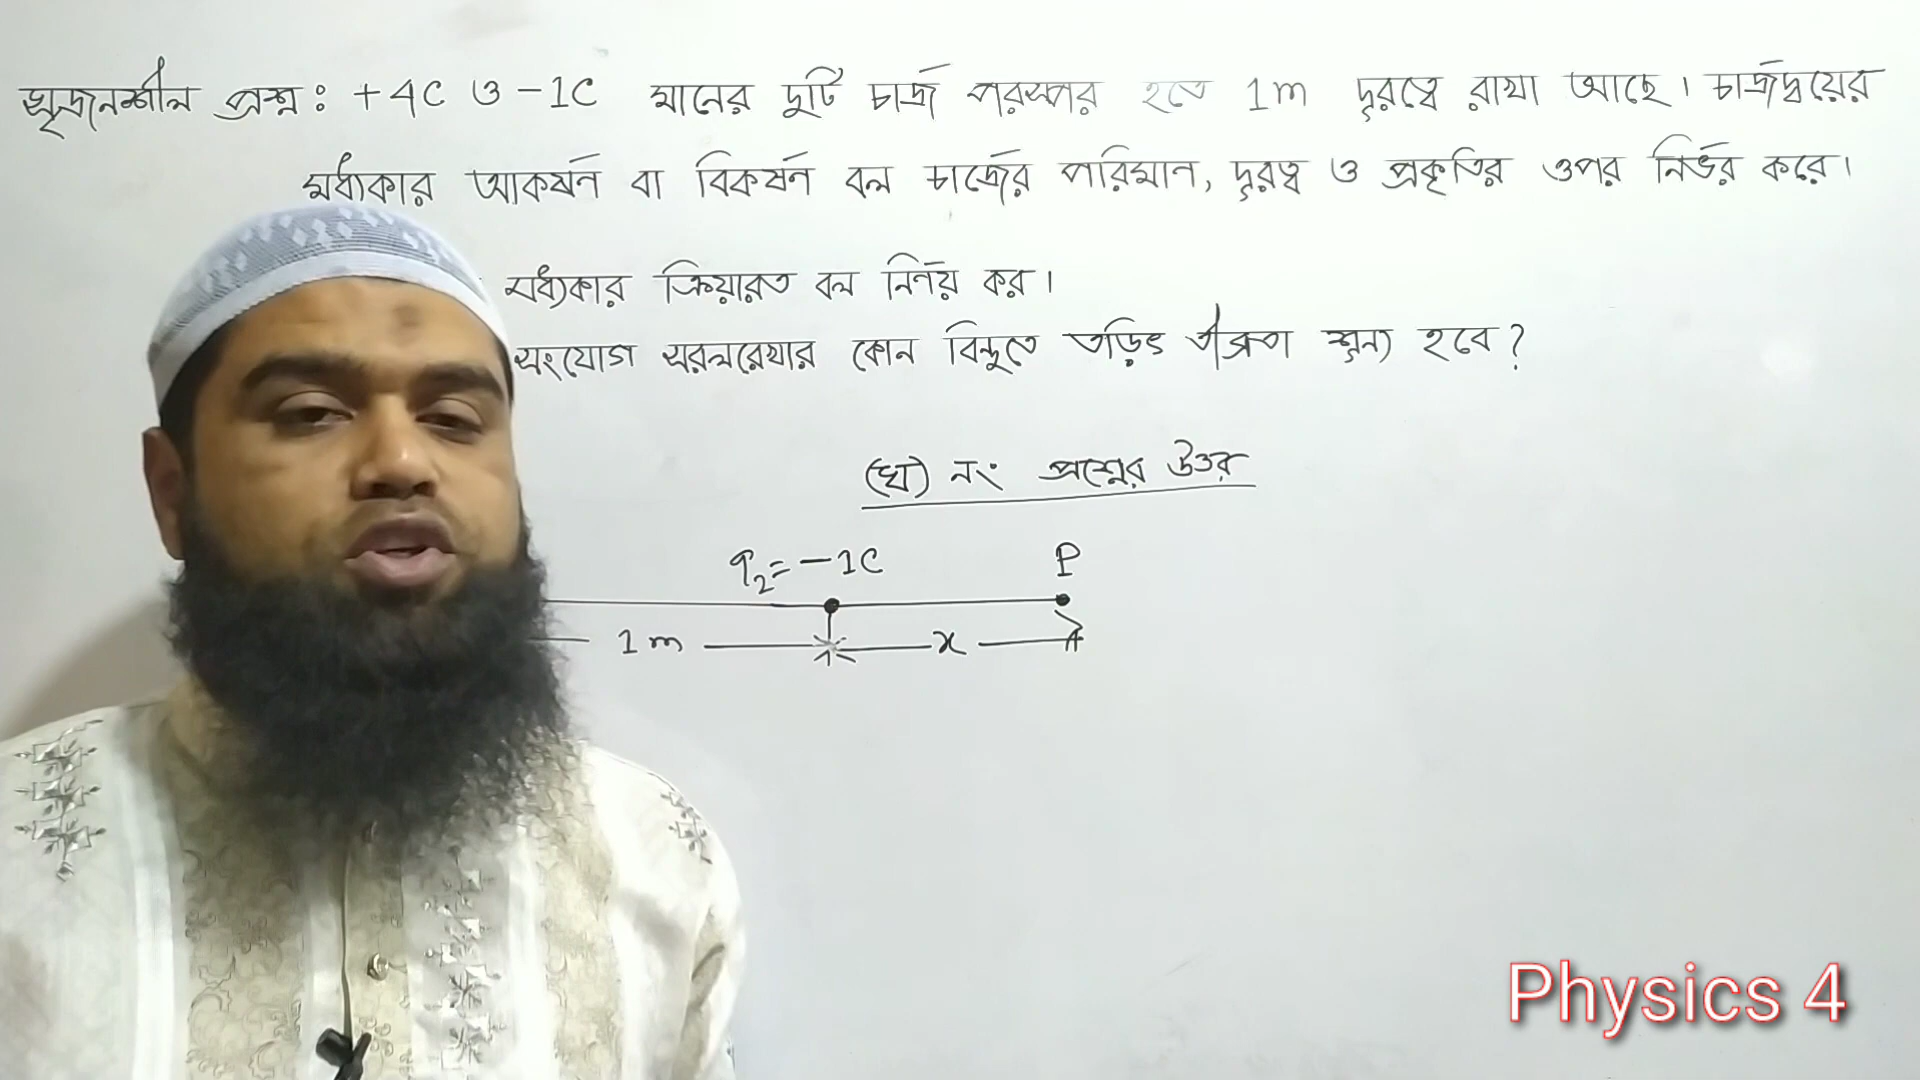 সৃজনশীল প্রশ্ন : +4C ও -1C মানের দুটি চার্জ পরস্পর হতে 1m দূরত্বে রাখা আছে। চার্জদ্বয়ের
মধ্যকার আকর্ষন বা বিকর্ষন বল চার্জের পরিমান, দূরত্ব ও প্রকৃতির ওপর নির্ভর করে।
মধ্যকার ক্রিয়ারত বল নির্ণয় কর।
সংযোগ সরলরেখার কোন বিন্দুতে তড়িৎ তীব্রতা শূন্য হবে?
(ঘ) নং প্রশ্নের উত্তর
q₂= -1C P
1m x
Physics 4